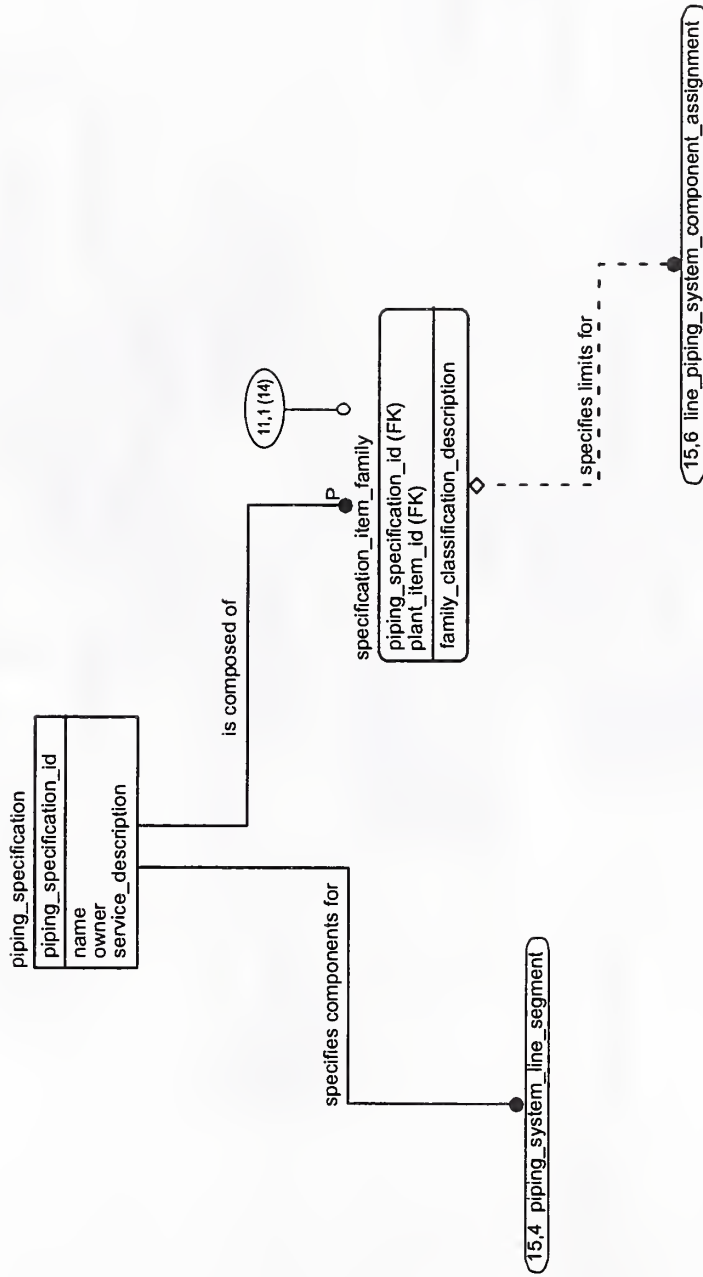 piping_specification
piping_specification_id
name
owner
service_description
is composed of
specifies components for
11,1 (14)
P
specification_item_family
piping_specification_id (FK)
plant_item_id (FK)
family_classification_description
specifies limits for
15,4 piping_system_line_segment
15,6 line_piping_system_component_assignment